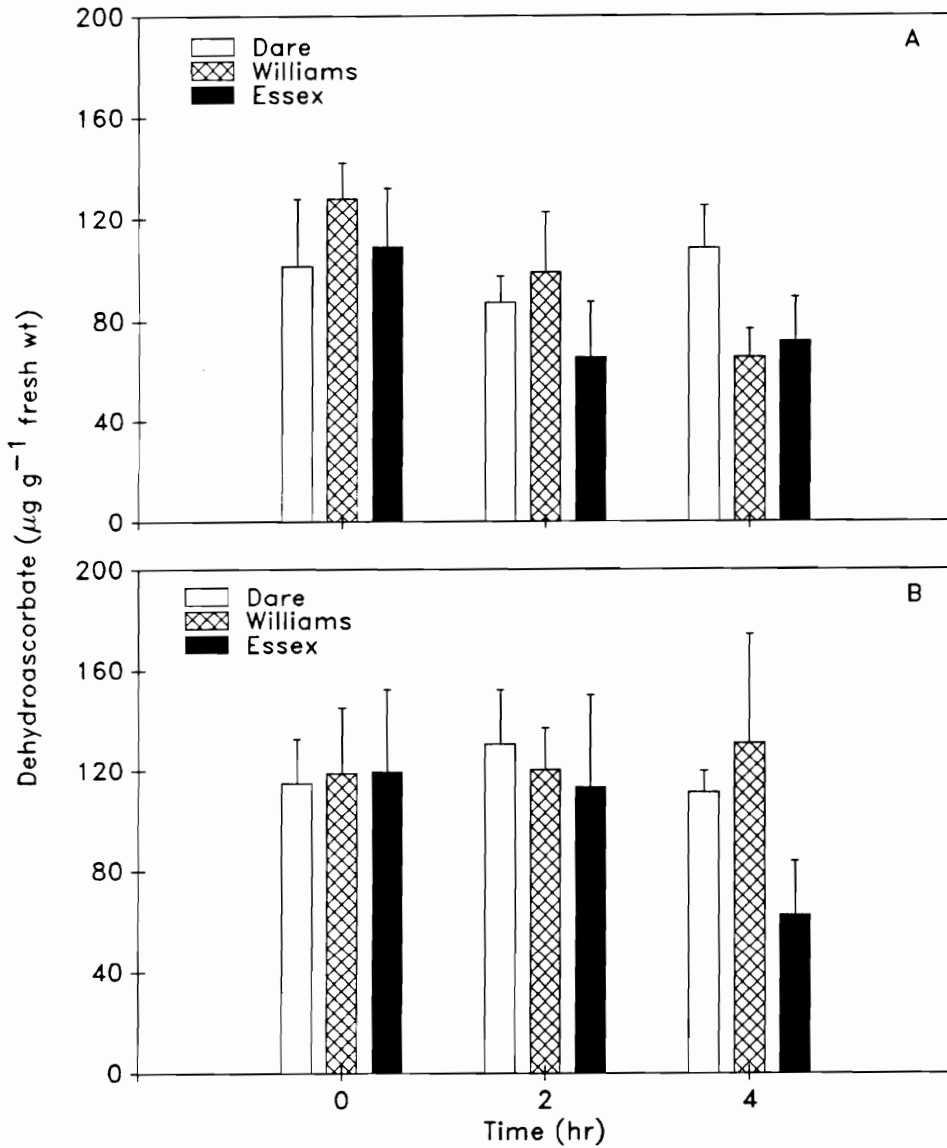 A
Dare
Williams
Essex
200
160
120
80
40
0
B
Dare
Williams
Essex
200
160
120
80
40
0
0 2 4
Time (hr)
Dehydroascorbate (μg g⁻¹ fresh wt)